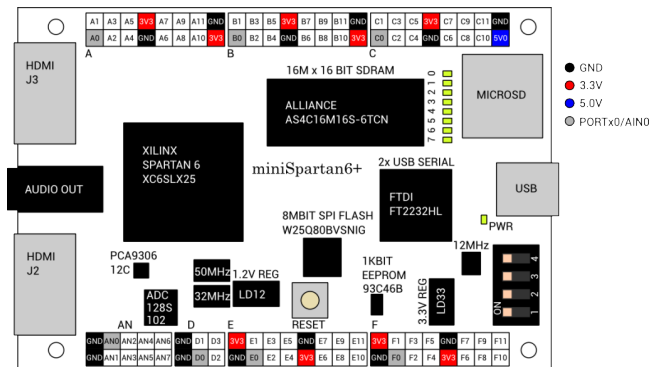 A1 A3 A5 3V3 A7 A9 A11 GND
A0 A2 A4 GND A6 A8 A10 3V3
A
B1 B3 B5 3V3 B7 B9 B11 GND
B0 B2 B4 GND B6 B8 B10 3V3
B
C1 C3 C5 3V3 C7 C9 C11 GND
C0 C2 C4 GND C6 C8 C10 5V0
C
GND
3.3V
5.0V
PORTx0/AIN0
HDMI
J3
16M x 16 BIT SDRAM
ALLIANCE
AS4C16M16S-6TCN
7 6 5 4 3 2 1 0
MICROSD
XILINX
SPARTAN 6
XC6SLX25
miniSpartan6+
2x USB SERIAL
FTDI
FT2232HL
AUDIO OUT
USB
PWR
8MBIT SPI FLASH
W25Q80BVSNIG
HDMI
J2
PCA9306
12C
50MHz
32MHz
1.2V REG
LD12
1KBIT
EEPROM
93C46B
12MHz
3.3V REG
LD33
ON
1 2 3 4
ADC
128S
102
RESET
AN
GND AN0 AN2 AN4 AN6
GND AN1 AN3 AN5 AN7
D
GND D1 D3
GND D0 D2
E
3V3 E1 E3 E5 GND E7 E9 E11
GND E0 E2 E4 3V3 E6 E8 E10
F
3V3 F1 F3 F5 GND F7 F9 F11
GND F0 F2 F4 3V3 F6 F8 F10